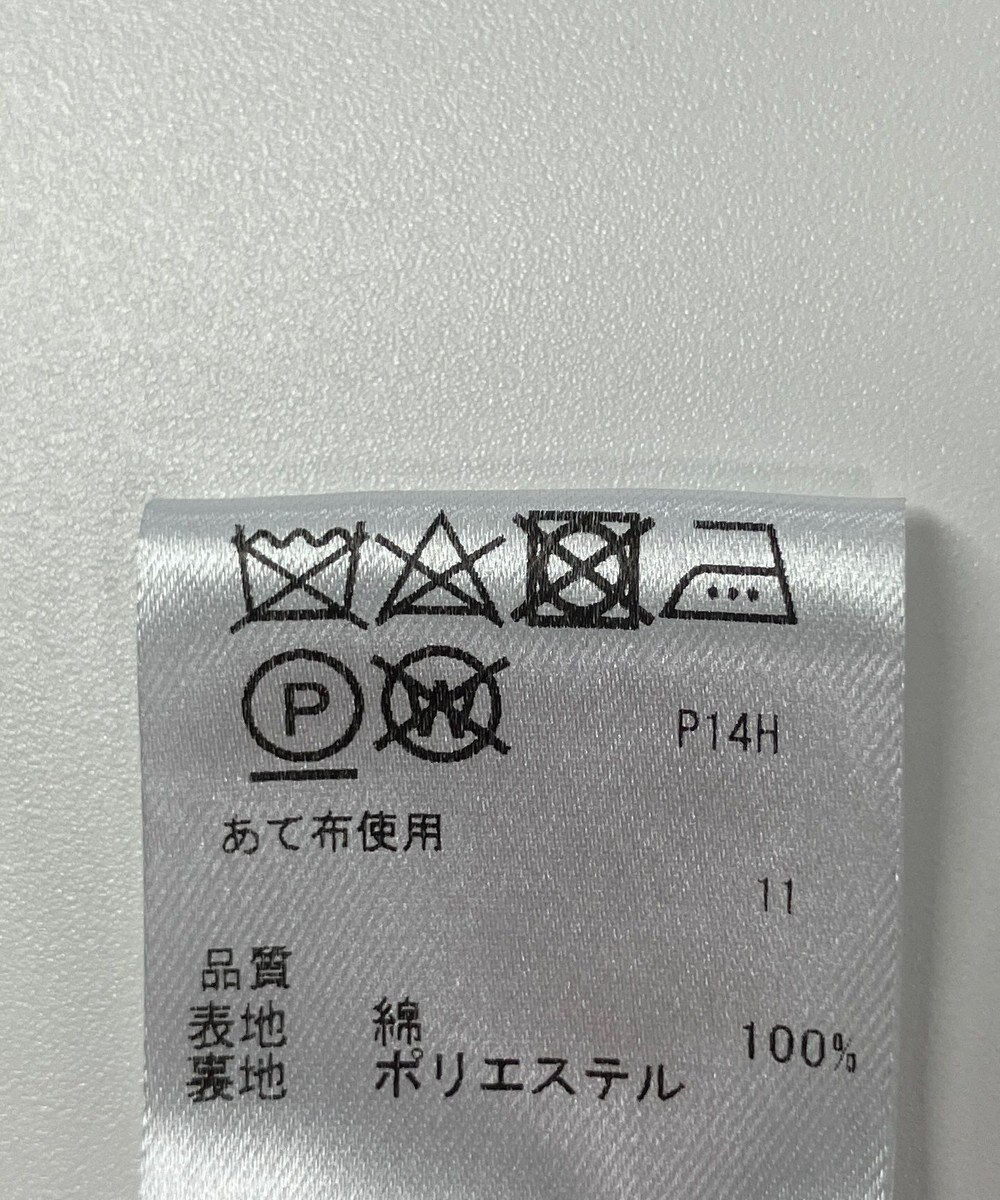 P
W
P14H
あて布使用
11
品質
表地 綿 100%
裏地 ポリエステル